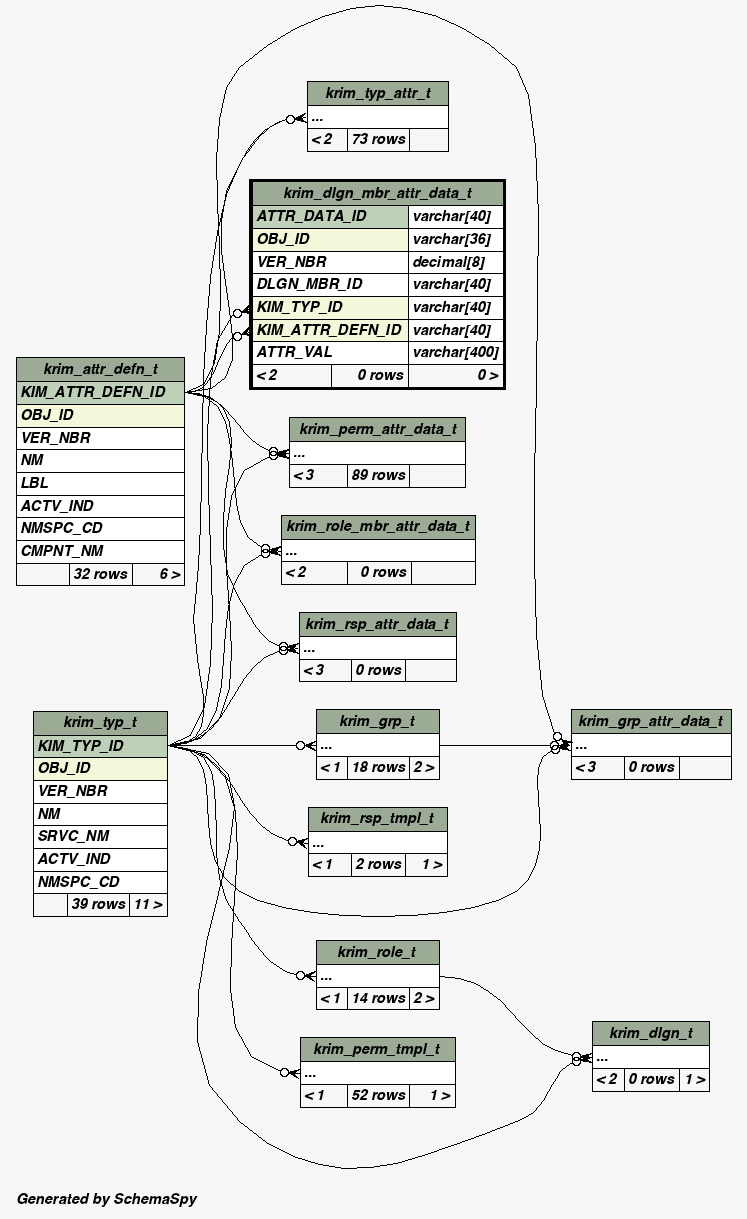 krim_typ_attr_t
...
< 2 73 rows
krim_dlgn_mbr_attr_data_t
ATTR_DATA_ID varchar[40]
OBJ_ID varchar[36]
VER_NBR decimal[8]
DLGN_MBR_ID varchar[40]
KIM_TYP_ID varchar[40]
KIM_ATTR_DEFN_ID varchar[40]
ATTR_VAL varchar[400]
< 2 0 rows 0 >
krim_attr_defn_t
KIM_ATTR_DEFN_ID
OBJ_ID
VER_NBR
NM
LBL
ACTV_IND
NMSPC_CD
CMPNT_NM
32 rows 6 >
krim_perm_attr_data_t
...
< 3 89 rows
krim_role_mbr_attr_data_t
...
< 2 0 rows
krim_rsp_attr_data_t
...
< 3 0 rows
krim_typ_t
KIM_TYP_ID
OBJ_ID
VER_NBR
NM
SRVC_NM
ACTV_IND
NMSPC_CD
39 rows 11 >
krim_grp_t
...
< 1 18 rows 2 >
krim_grp_attr_data_t
...
< 3 0 rows
krim_rsp_tmpl_t
...
< 1 2 rows 1 >
krim_role_t
...
< 1 14 rows 2 >
krim_dlgn_t
...
< 2 0 rows 1 >
krim_perm_tmpl_t
...
< 1 52 rows 1 >
Generated by SchemaSpy